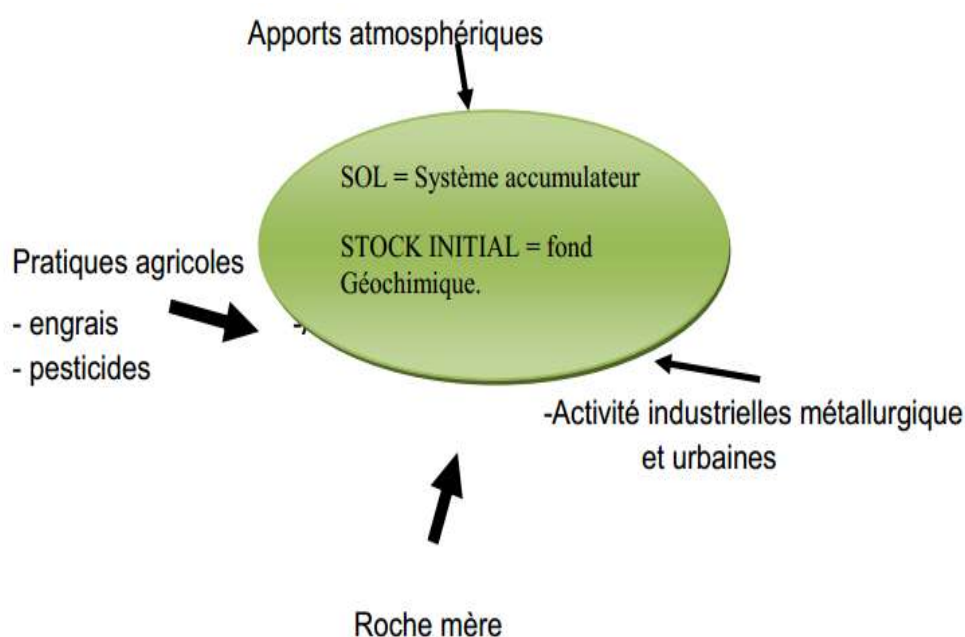 Apports atmosphériques
SOL = Système accumulateur
STOCK INITIAL = fond
Géochimique.
Pratiques agricoles
- engrais
- pesticides
-Activité industrielles métallurgique
et urbaines
Roche mère